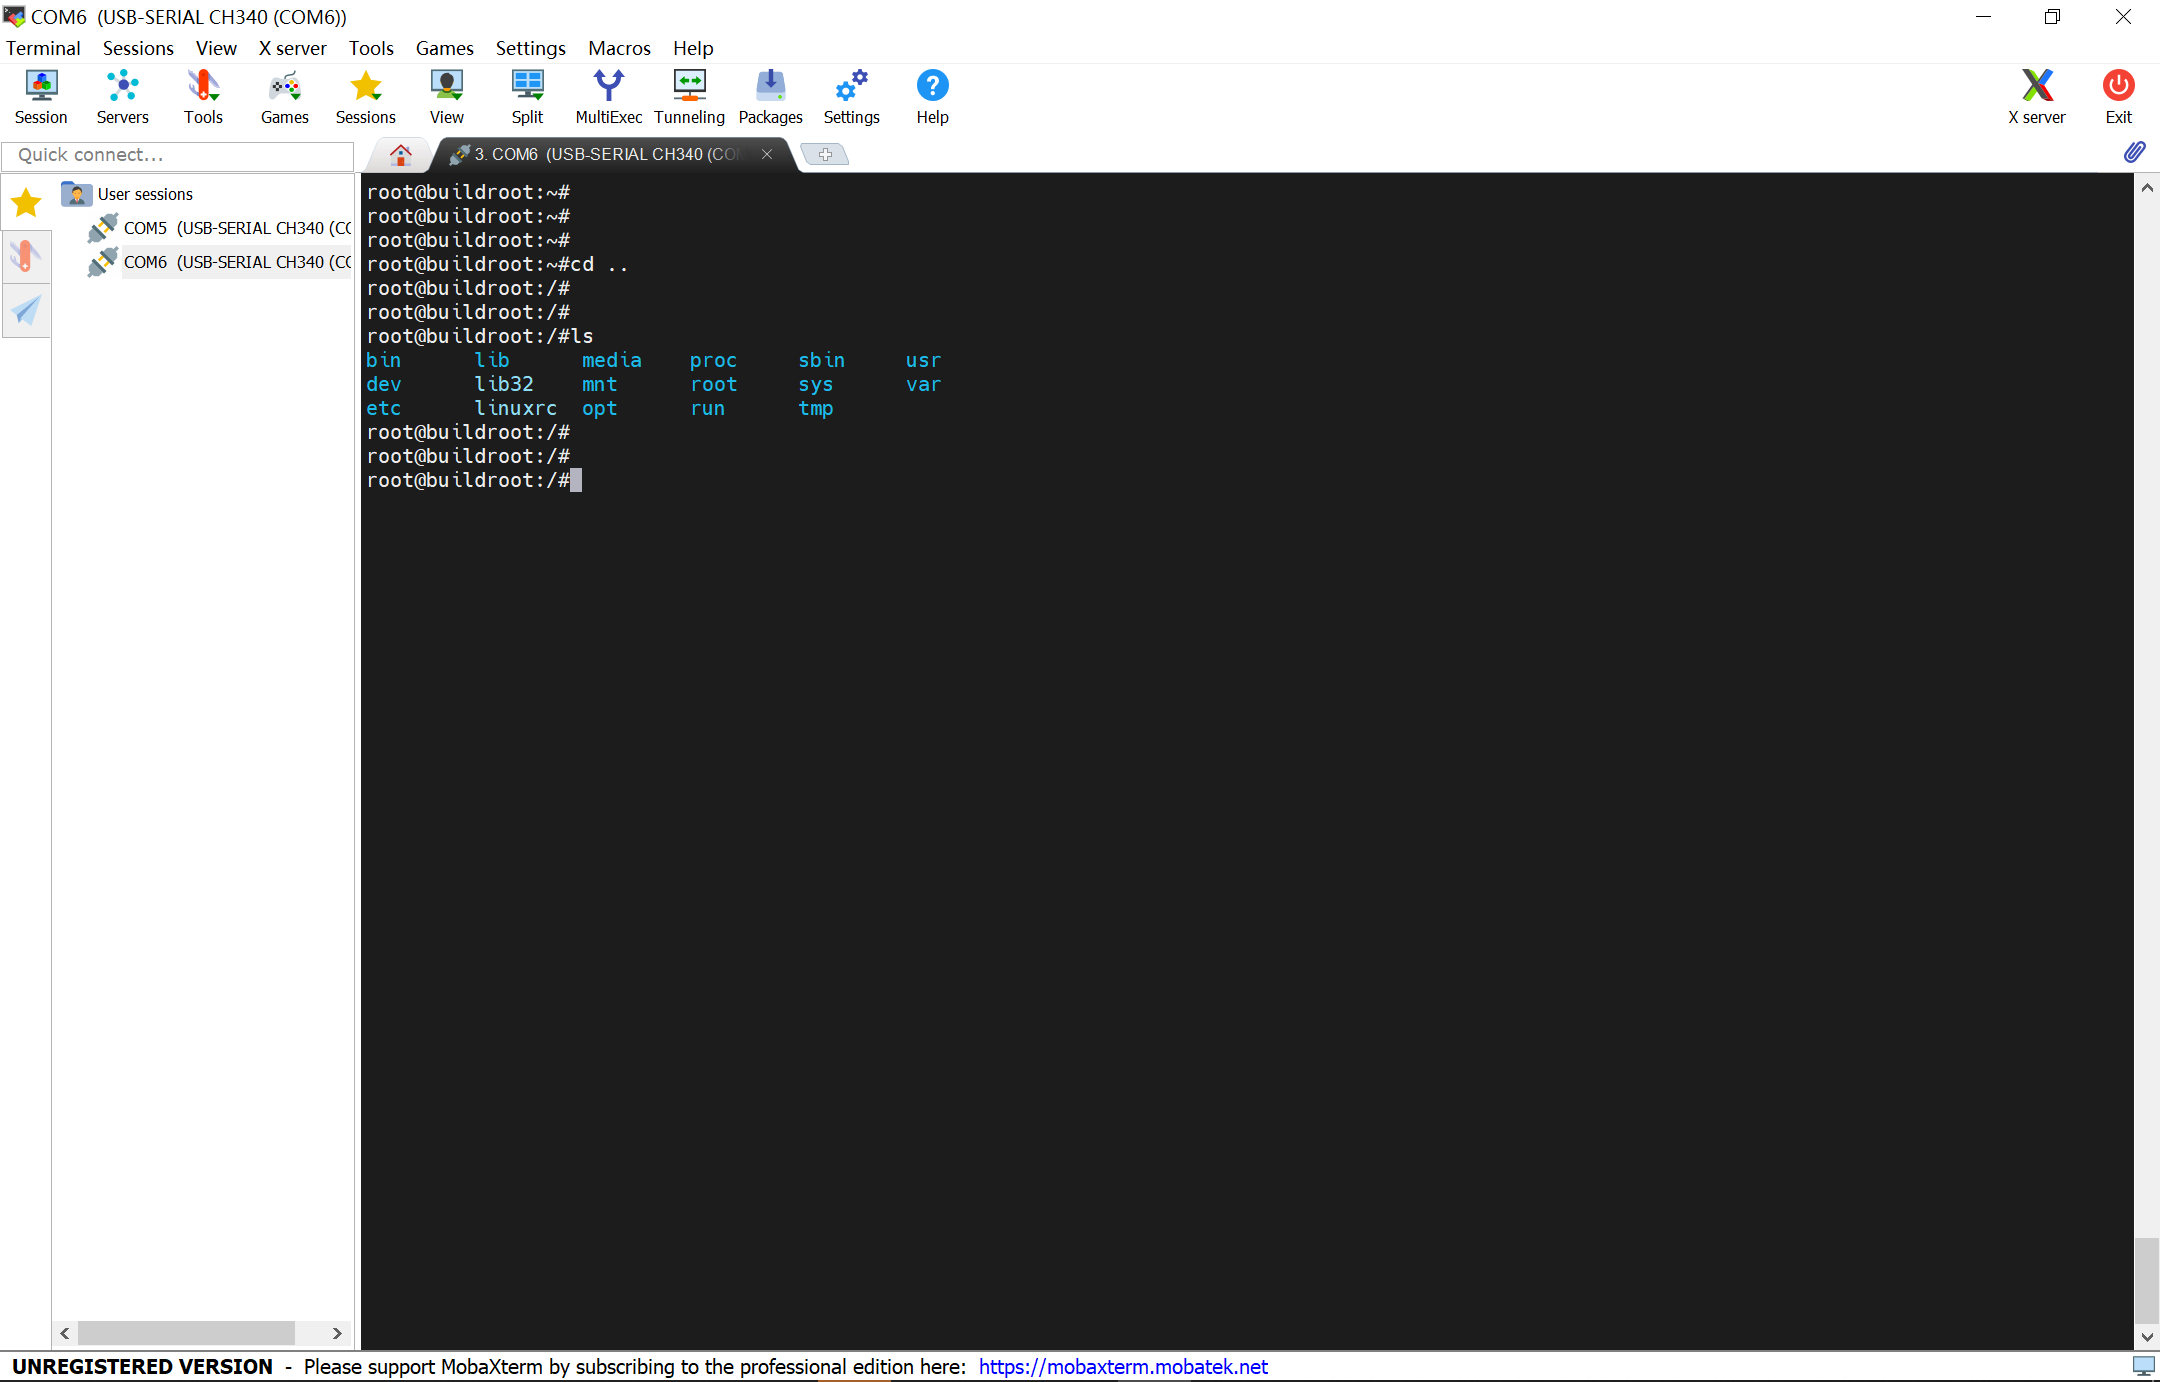 COM6 (USB-SERIAL CH340 (COM6))
Terminal Sessions View X server Tools Games Settings Macros Help
Session Servers Tools Games Sessions View Split MultiExec Tunneling Packages Settings Help X server Exit
Quick connect...
3. COM6 (USB-SERIAL CH340 (CO
User sessions
COM5 (USB-SERIAL CH340 (CO
COM6 (USB-SERIAL CH340 (CO
root@buildroot:~#
root@buildroot:~#
root@buildroot:~#
root@buildroot:~#cd ..
root@buildroot:/#
root@buildroot:/#
root@buildroot:/#ls
bin lib media proc sbin usr
dev lib32 mnt root sys var
etc linuxrc opt run tmp
root@buildroot:/#
root@buildroot:/#
root@buildroot:/#
UNREGISTERED VERSION - Please support MobaXterm by subscribing to the professional edition here: https://mobaxterm.mobatek.net